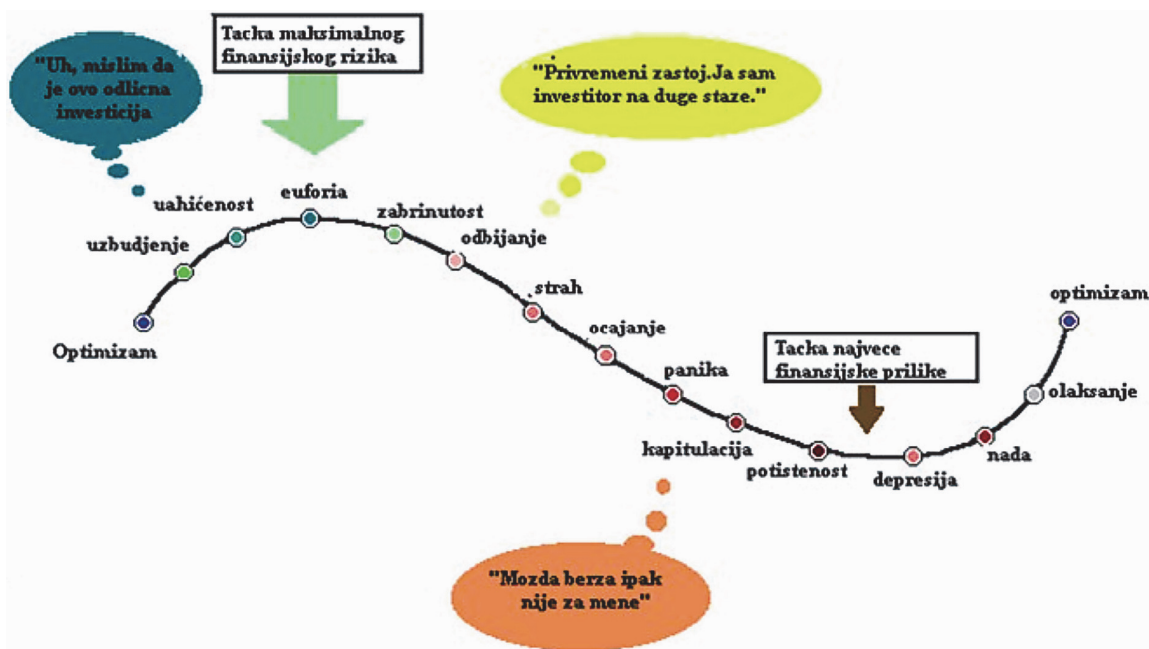 Tacka maksimalnog
finansijskog rizika
"Uh, mislim da
je ovo odlicna
investicija
"Privremeni zastoj.Ja sam
investitor na duge staze."
euforia
uahićenost
zabrinutost
uzbudjenje
odbijanje
strah
optimizam
Optimizam
ocajanje
Tacka najvece
finansijske prilike
panika
olaksanje
kapitulacija
nada
potistenost
depresija
"Mozda berza ipak
nije za mene"